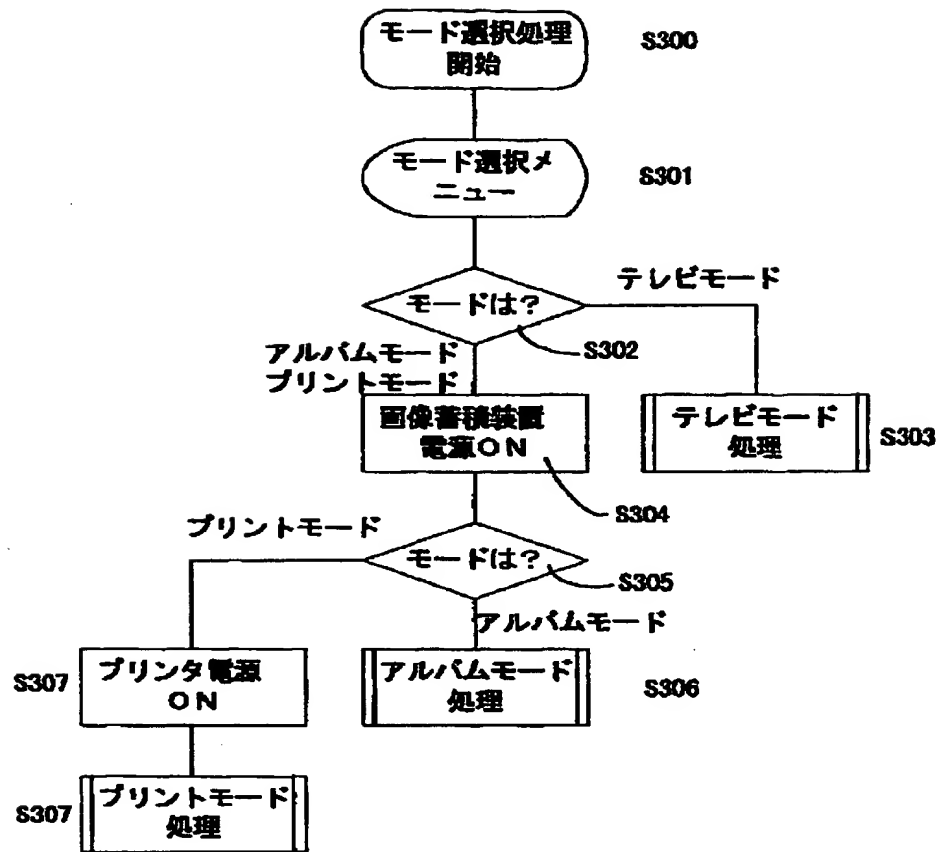 モード選択処理
開始
S300
モード選択メ
ニュー
S301
テレビモード
モードは?
S302
アルバムモード
プリントモード
画像蓄積装置
電源ON
テレビモード
処理
S303
S304
プリントモード
モードは?
S305
アルバムモード
S307
プリンタ電源
ON
アルバムモード
処理
S306
S307
プリントモード
処理